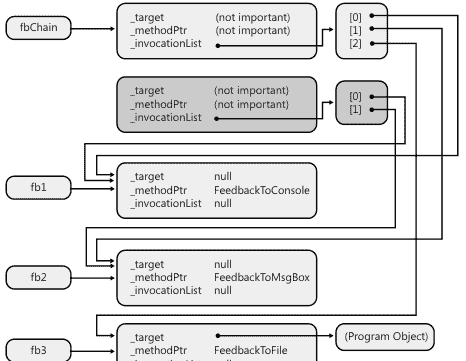 fbChain
_target (not important)
_methodPtr (not important)
_invocationList
[0]
[1]
[2]
_target (not important)
_methodPtr (not important)
_invocationList
[0]
[1]
fb1
_target null
_methodPtr FeedbackToConsole
_invocationList null
fb2
_target null
_methodPtr FeedbackToMsgBox
_invocationList null
fb3
_target
_methodPtr FeedbackToFile
(Program Object)